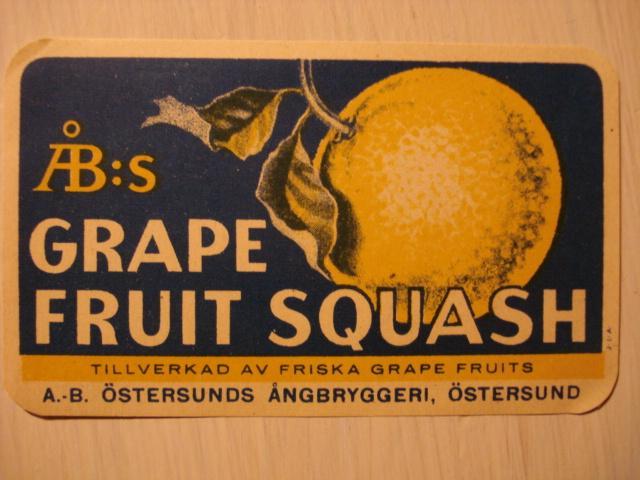 ÅB:s
GRAPE
FRUIT SQUASH
TILLVERKAD AV FRISKA GRAPE FRUITS
A.-B. ÖSTERSUNDS ÅNGBRYGGERI, ÖSTERSUND